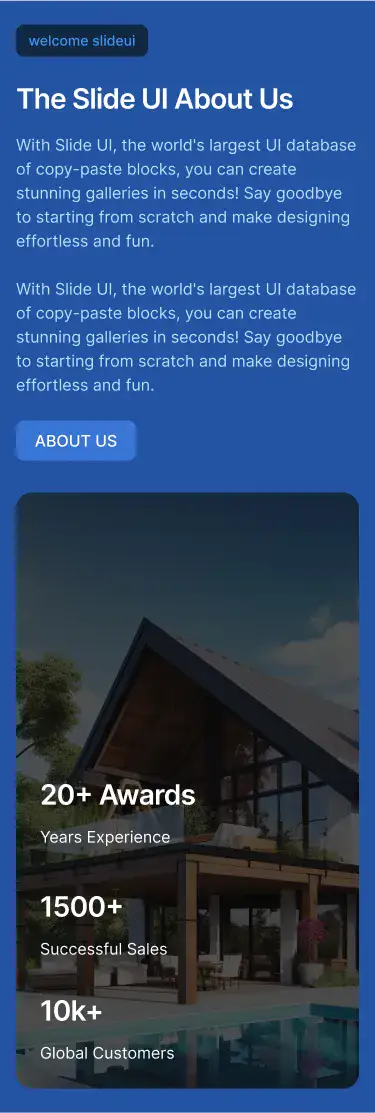 welcome slideui
The Slide UI About Us
With Slide UI, the world's largest UI database
of copy-paste blocks, you can create
stunning galleries in seconds! Say goodbye
to starting from scratch and make designing
effortless and fun.
With Slide UI, the world's largest UI database
of copy-paste blocks, you can create
stunning galleries in seconds! Say goodbye
to starting from scratch and make designing
effortless and fun.
ABOUT US
20+ Awards
Years Experience
1500+
Successful Sales
10k+
Global Customers